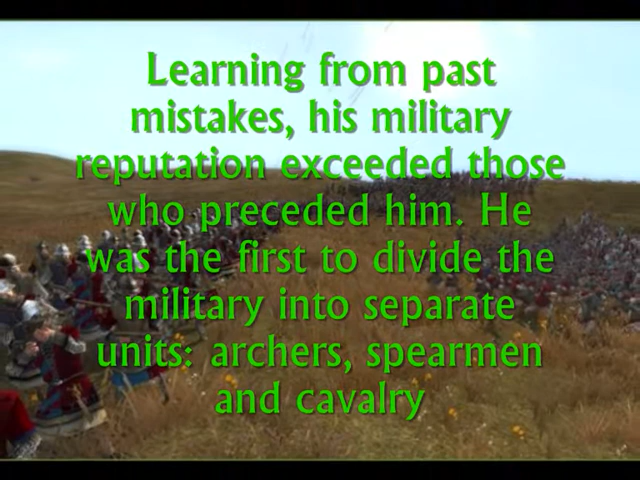 Learning from past
mistakes, his military
reputation exceeded those
who preceded him. He
was the first to divide the
military into separate
units: archers, spearmen
and cavalry